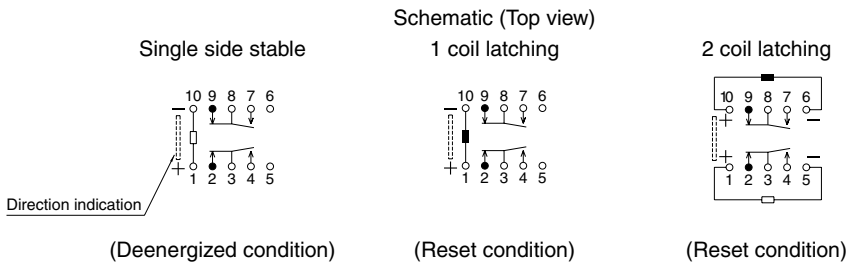 Schematic (Top view)
Single side stable
1 coil latching
2 coil latching
10 9 8 7 6
1 2 3 4 5
Direction indication
10 9 8 7 6
1 2 3 4 5
10 9 8 7 6
1 2 3 4 5
(Deenergized condition)
(Reset condition)
(Reset condition)